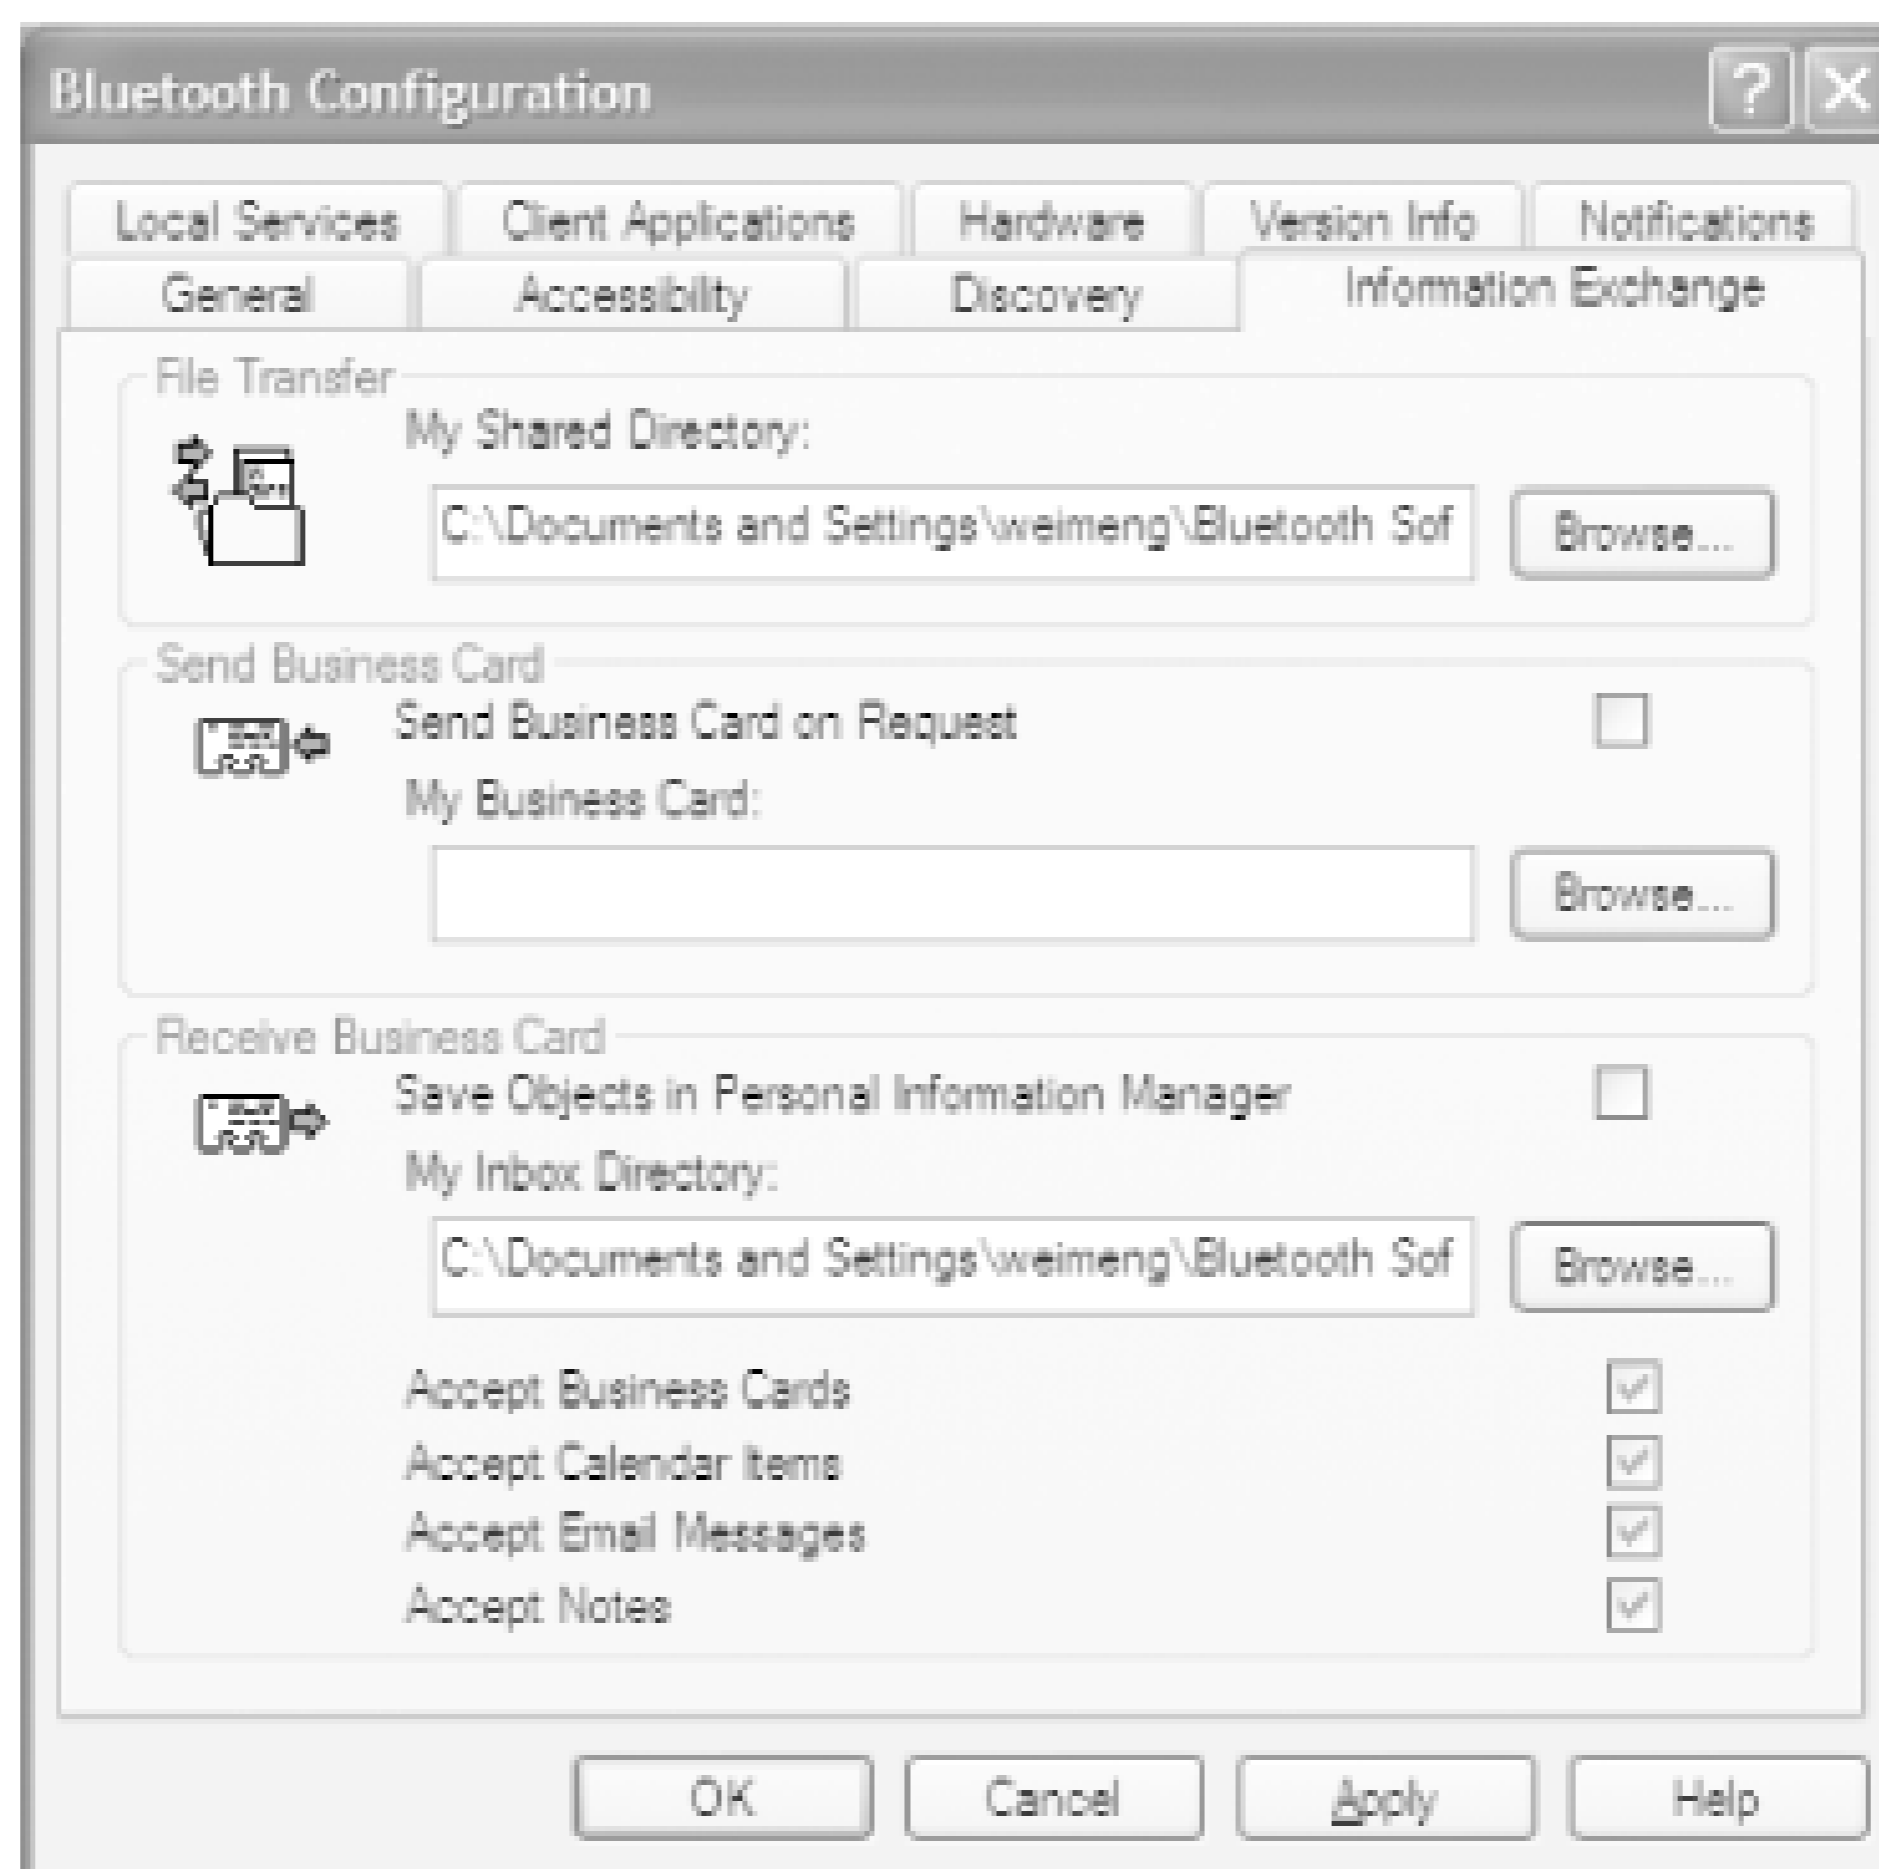 Bluetooth Configuration
Local Services Client Applications Hardware Version Info Notifications
General Accessibility Discovery Information Exchange
File Transfer
My Shared Directory:
C:\Documents and Settings\weimeng\Bluetooth Sof Browse...
Send Business Card
Send Business Card on Request
My Business Card:
Browse...
Receive Business Card
Save Objects in Personal Information Manager
My Inbox Directory:
C:\Documents and Settings\weimeng\Bluetooth Sof Browse...
Accept Business Cards
Accept Calendar Items
Accept Email Messages
Accept Notes
OK Cancel Apply Help